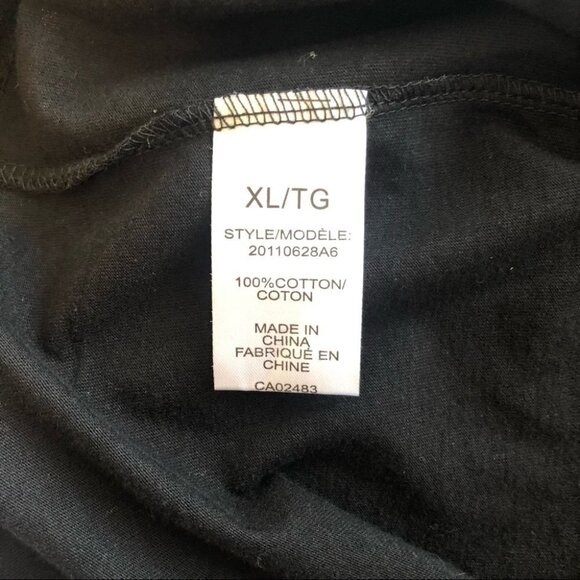 XL/TG
STYLE/MODÈLE:
20110628A6
100%COTTON/
COTON
MADE IN
CHINA
FABRIQUÉ EN
CHINE
CA02483